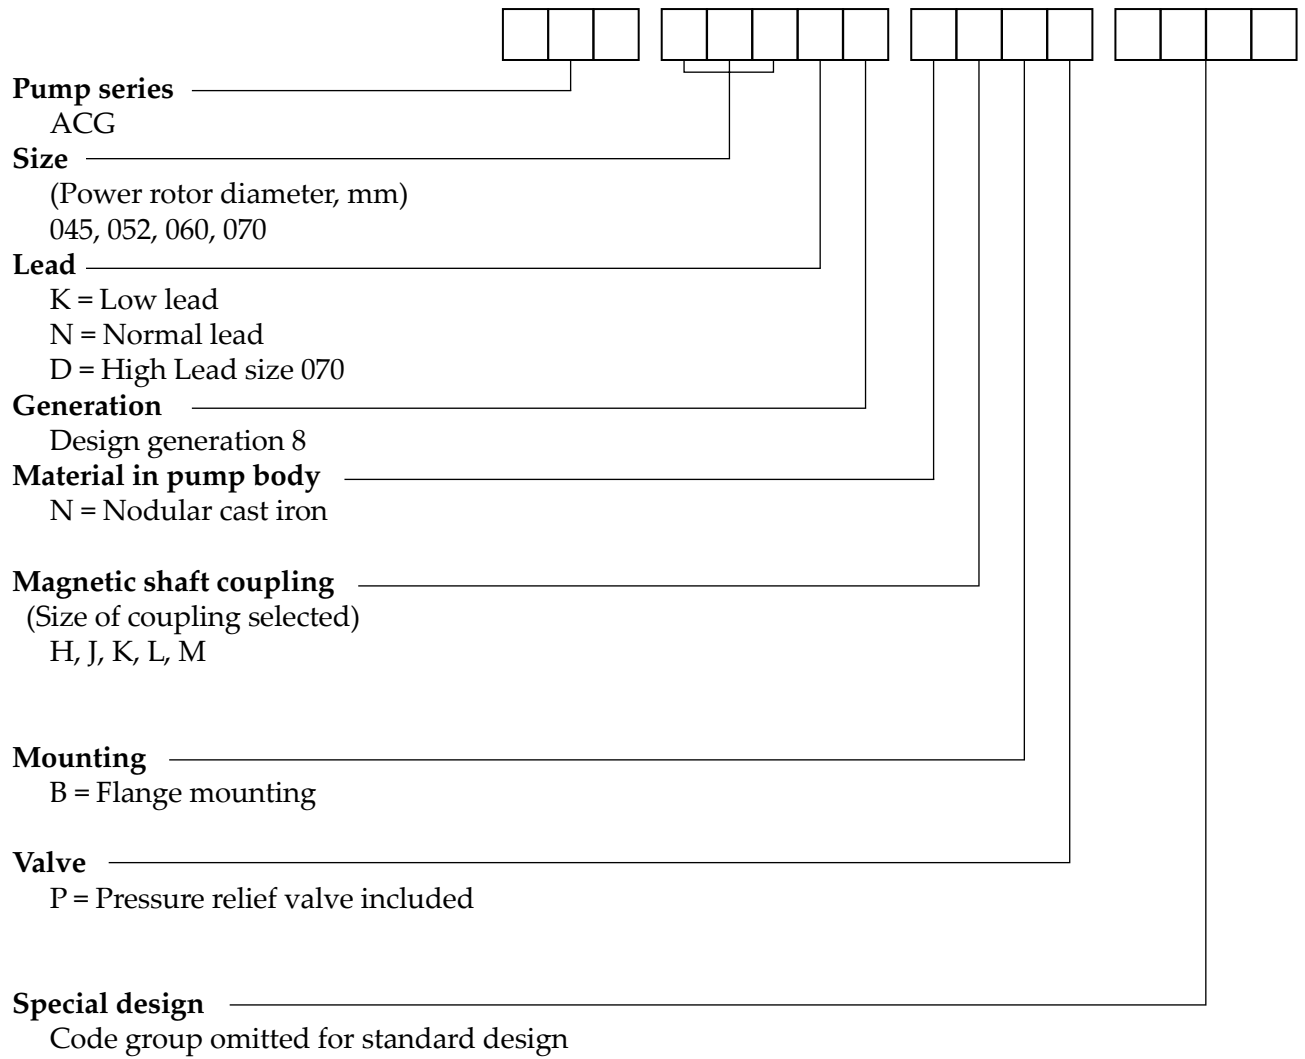 Pump series
ACG
Size
(Power rotor diameter, mm)
045, 052, 060, 070
Lead
K = Low lead
N = Normal lead
D = High Lead size 070
Generation
Design generation 8
Material in pump body
N = Nodular cast iron
Magnetic shaft coupling
(Size of coupling selected)
H, J, K, L, M
Mounting
B = Flange mounting
Valve
P = Pressure relief valve included
Special design
Code group omitted for standard design